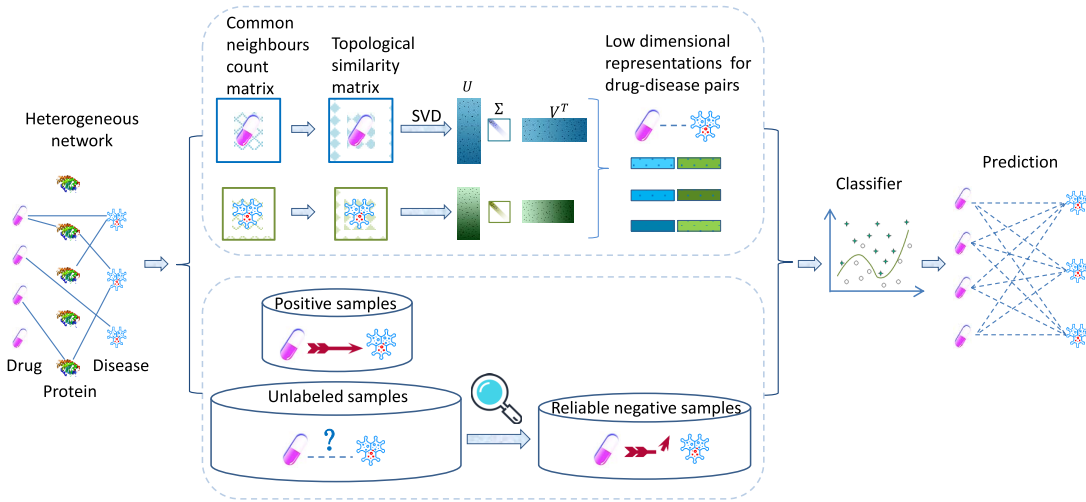 Heterogeneous
network
Drug
Disease
Protein
Common
neighbours
count
matrix
Topological
similarity
matrix
SVD
U
Σ
V^T
Low dimensional
representations for
drug-disease pairs
Positive samples
Unlabeled samples
?
Reliable negative samples
Classifier
Prediction